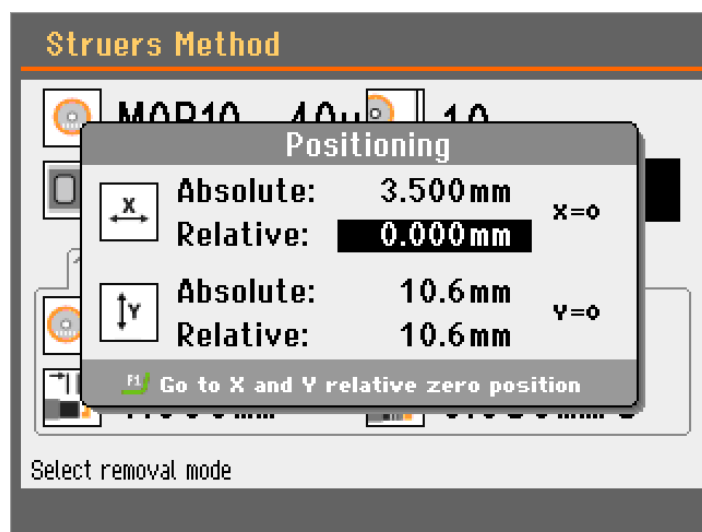 Struers Method
Positioning
X
Absolute: 3.500mm
Relative: 0.000mm
X=0
Y
Absolute: 10.6mm
Relative: 10.6mm
Y=0
F1 Go to X and Y relative zero position
Select removal mode